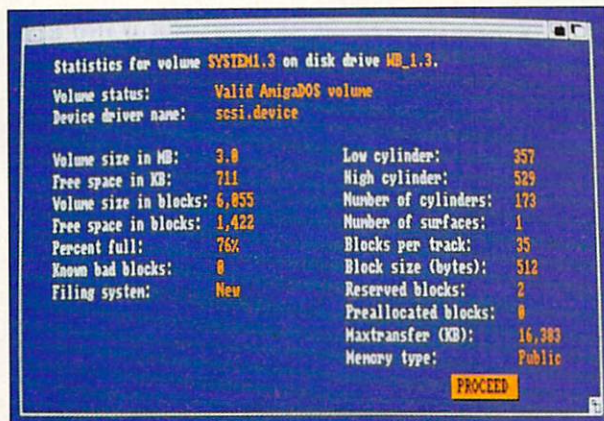 Statistics for volume SYSTEM1.3 on disk drive WB_1.3.
Volume status: Valid AmigaDOS volume
Device driver name: scsi.device
Volume size in MB: 3.0
Free space in KB: 711
Volume size in blocks: 6,055
Free space in blocks: 1,422
Percent full: 76%
Known bad blocks: 0
Filing system: New
Low cylinder: 357
High cylinder: 529
Number of cylinders: 173
Number of surfaces: 1
Blocks per track: 35
Block size (bytes): 512
Reserved blocks: 2
Preallocated blocks: 0
Maxtransfer (KB): 16,383
Memory type: Public
PROCEED